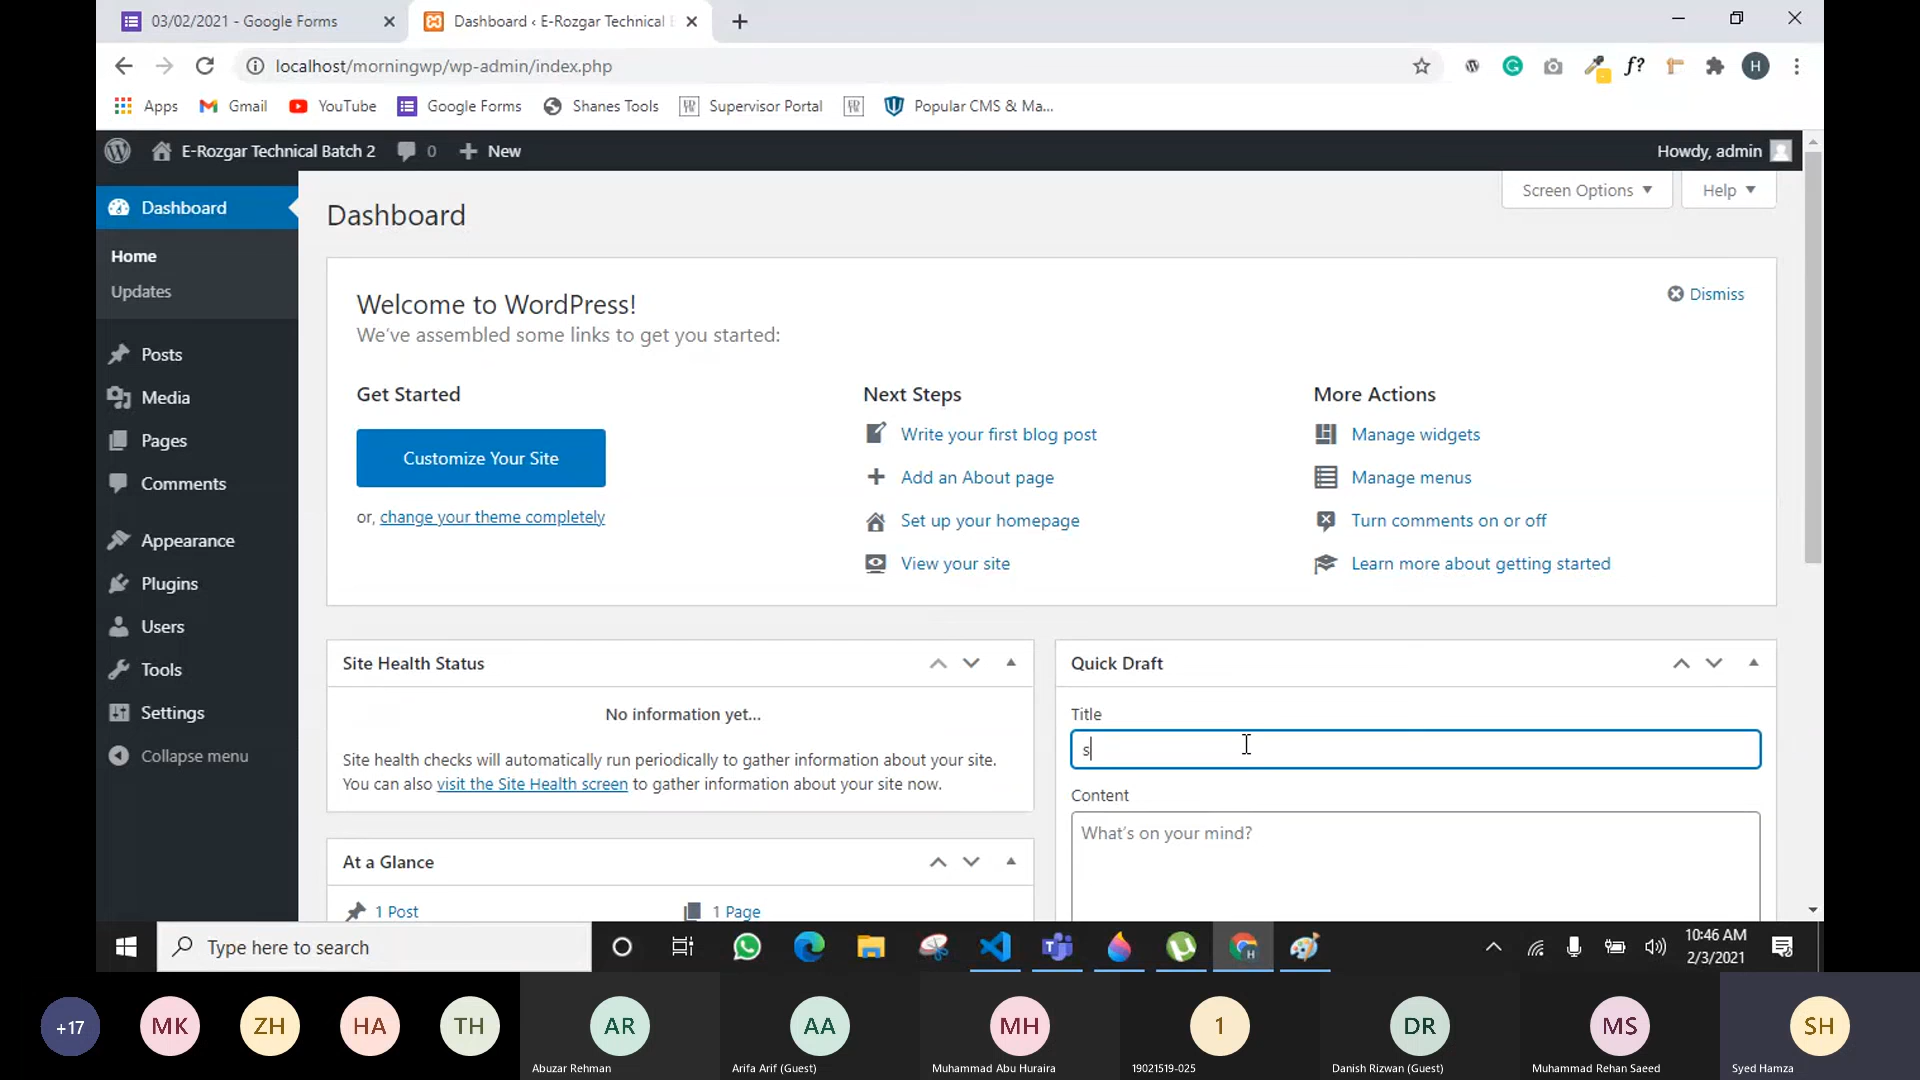 03/02/2021 - Google Forms
Dashboard ‹ E-Rozgar Technical
localhost/morningwp/wp-admin/index.php
f?
H
Apps
Gmail
YouTube
Google Forms
Shanes Tools
Supervisor Portal
Popular CMS & Ma...
E-Rozgar Technical Batch 2
0
New
Howdy, admin
Dashboard
Home
Updates
Posts
Media
Pages
Comments
Appearance
Plugins
Users
Tools
Settings
Collapse menu
Screen Options
Help
Dashboard
Welcome to WordPress!
We've assembled some links to get you started:
Dismiss
Get Started
Customize Your Site
or, change your theme completely
Next Steps
Write your first blog post
Add an About page
Set up your homepage
View your site
More Actions
Manage widgets
Manage menus
Turn comments on or off
Learn more about getting started
Site Health Status
No information yet...
Site health checks will automatically run periodically to gather information about your site.
You can also visit the Site Health screen to gather information about your site now.
At a Glance
1 Post
1 Page
Quick Draft
Title
s
Content
What's on your mind?
Type here to search
10:46 AM
2/3/2021
+17
MK
ZH
HA
TH
AR
Abuzar Rehman
AA
Arifa Arif (Guest)
MH
Muhammad Abu Huraira
1
19021519-025
DR
Danish Rizwan (Guest)
MS
Muhammad Rehan Saeed
SH
Syed Hamza